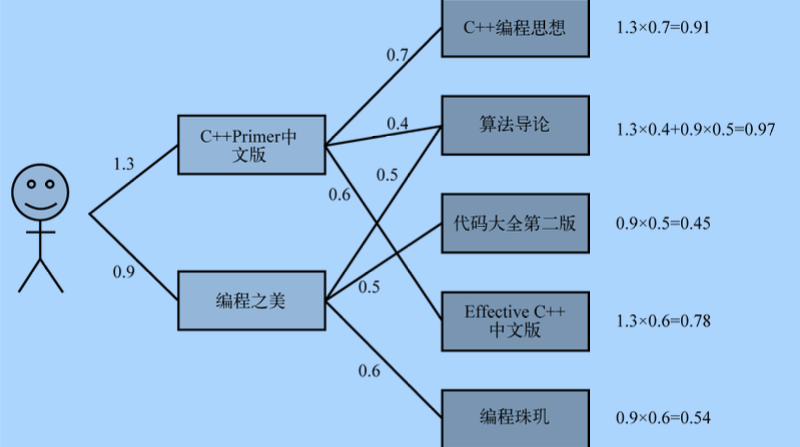 C++编程思想
1.3×0.7=0.91
0.7
C++Primer中
文版
0.4
算法导论
1.3×0.4+0.9×0.5=0.97
1.3
0.5
0.6
代码大全第二版
0.9×0.5=0.45
0.9
编程之美
0.5
Effective C++
中文版
1.3×0.6=0.78
0.6
编程珠玑
0.9×0.6=0.54